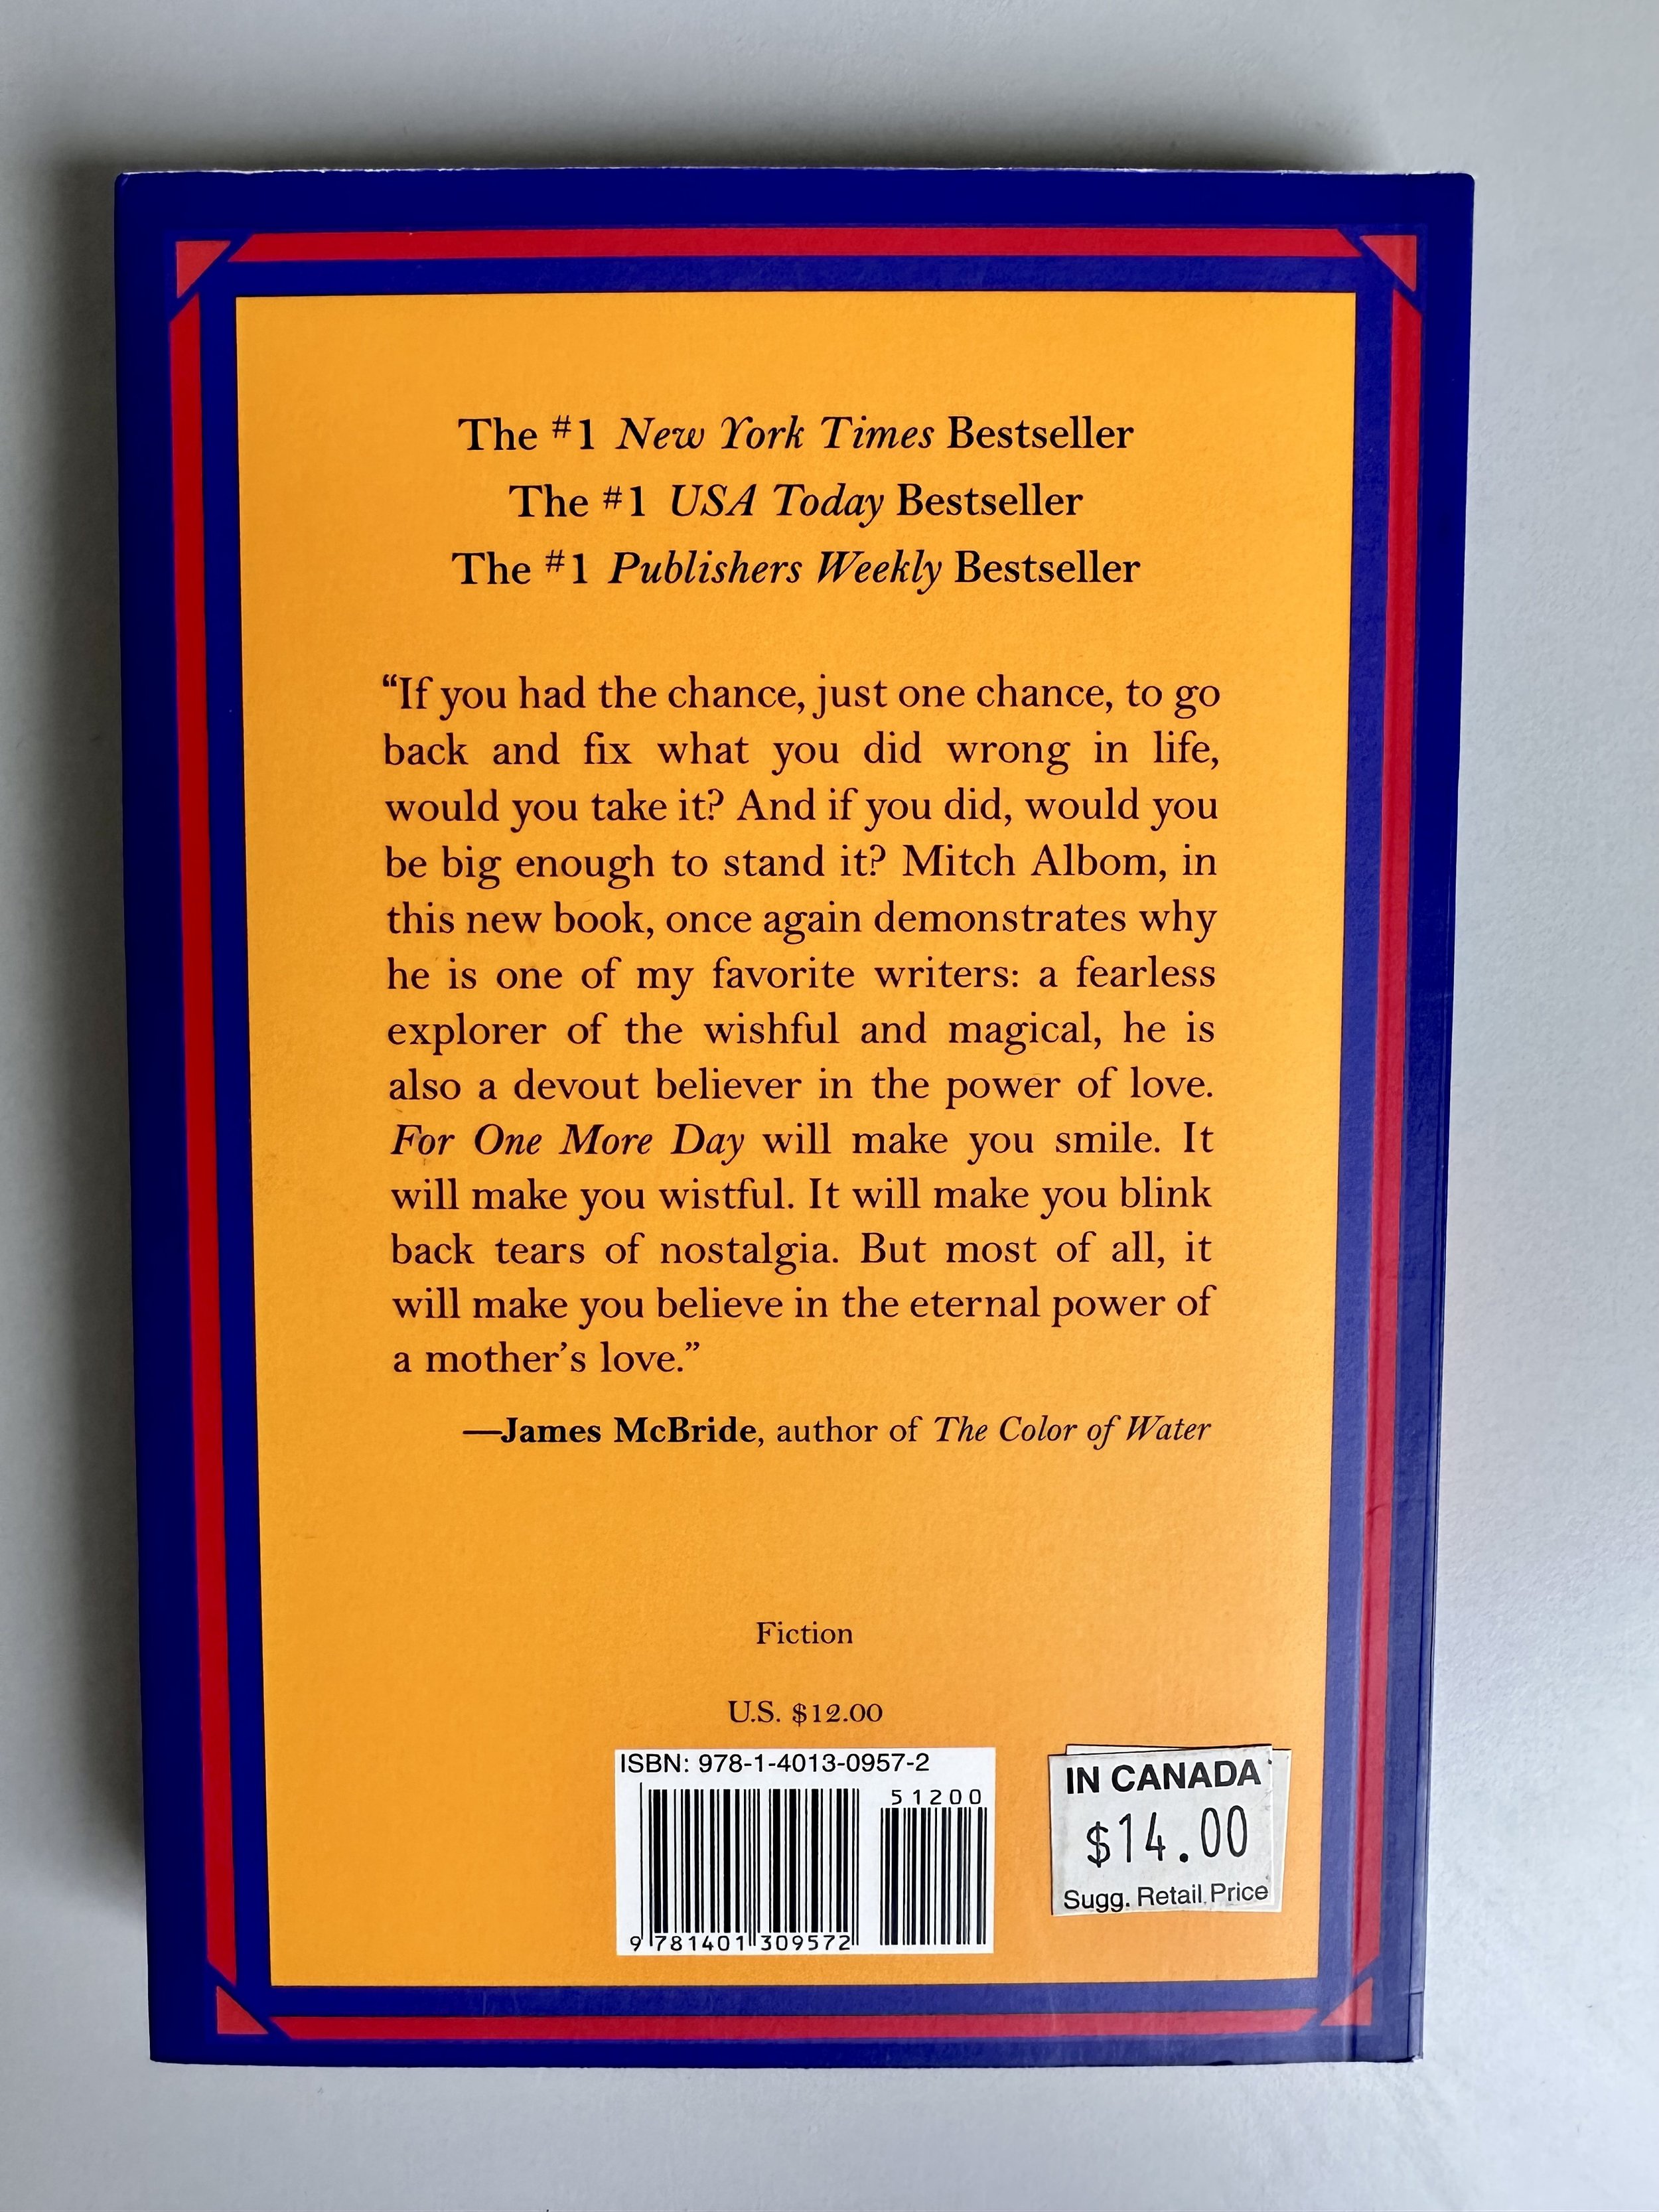 The #1 New York Times Bestseller
The #1 USA Today Bestseller
The #1 Publishers Weekly Bestseller
“If you had the chance, just one chance, to go
back and fix what you did wrong in life,
would you take it? And if you did, would you
be big enough to stand it? Mitch Albom, in
this new book, once again demonstrates why
he is one of my favorite writers: a fearless
explorer of the wishful and magical, he is
also a devout believer in the power of love.
For One More Day will make you smile. It
will make you wistful. It will make you blink
back tears of nostalgia. But most of all, it
will make you believe in the eternal power of
a mother’s love.”
—James McBride, author of The Color of Water
Fiction
U.S. $12.00
ISBN: 978-1-4013-0957-2
51200
9 781401 309572
IN CANADA
$14.00
Sugg. Retail Price